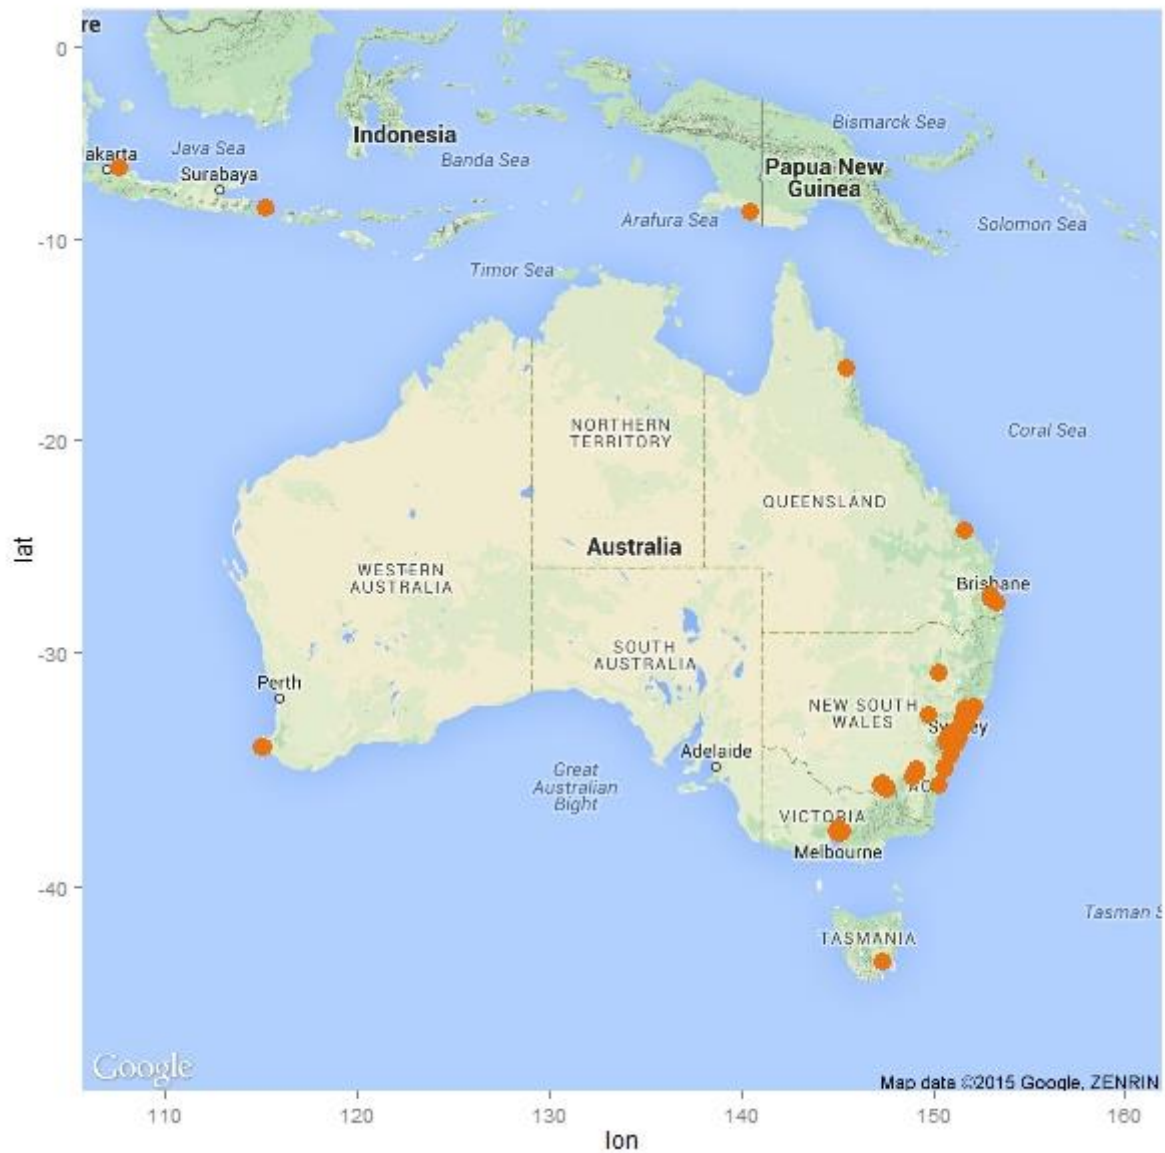 re
0
Bismarck Sea
Indonesia
Java Sea
akarta
Banda Sea
Surabaya
Papua New
Guinea
Arafura Sea
Solomon Sea
-10
Timor Sea
NORTHERN
TERRITORY
Coral Sea
-20
QUEENSLAND
lat
Australia
WESTERN
AUSTRALIA
Brisbane
-30
SOUTH
AUSTRALIA
Perth
NEW SOUTH
WALES
Sydney
Adelaide
Great
Australian
Bight
AC
VICTORIA
Melbourne
-40
Tasman S
TASMANIA
Google
Map data ©2015 Google, ZENRIN
110
120
130
140
150
160
lon